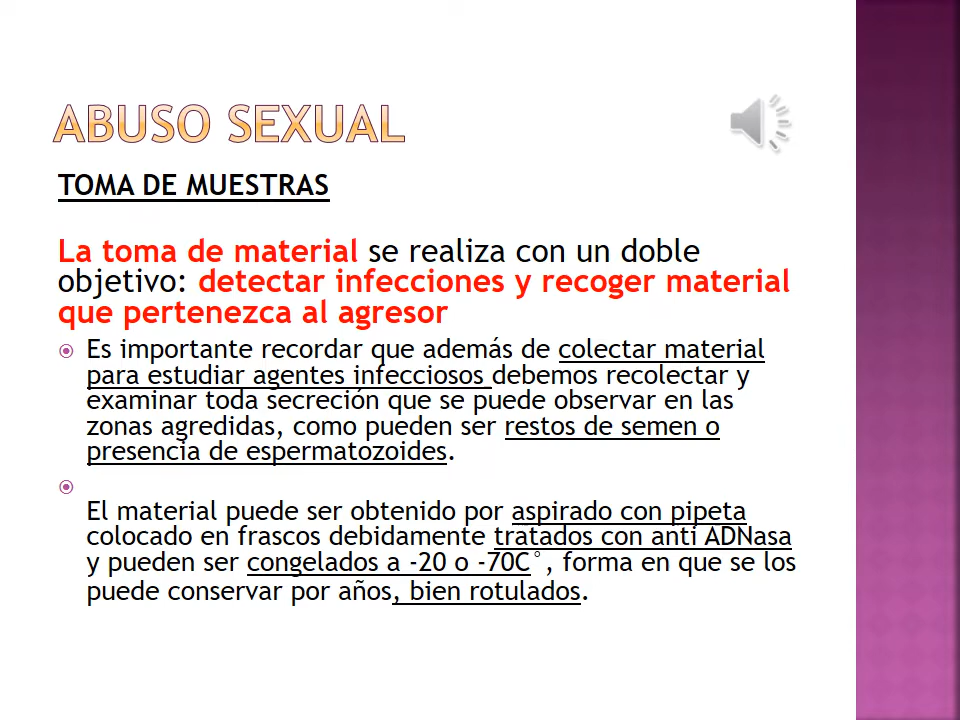 ABUSO SEXUAL
TOMA DE MUESTRAS
La toma de material se realiza con un doble
objetivo: detectar infecciones y recoger material
que pertenezca al agresor
Es importante recordar que además de colectar material
para estudiar agentes infecciosos debemos recolectar y
examinar toda secreción que se puede observar en las
zonas agredidas, como pueden ser restos de semen o
presencia de espermatozoides.
El material puede ser obtenido por aspirado con pipeta
colocado en frascos debidamente tratados con anti ADNasa
y pueden ser congelados a -20 o -70C°, forma en que se los
puede conservar por años, bien rotulados.